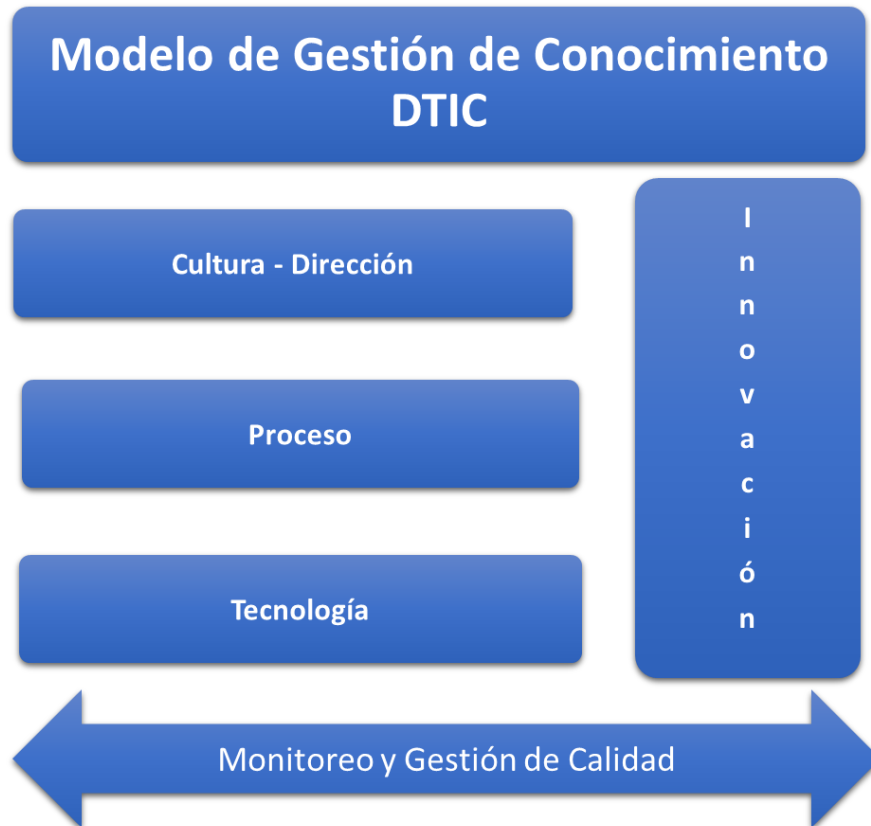 Modelo de Gestión de Conocimiento
DTIC
Cultura - Dirección
Proceso
Tecnología
I
n
n
o
v
a
c
i
ó
n
Monitoreo y Gestión de Calidad